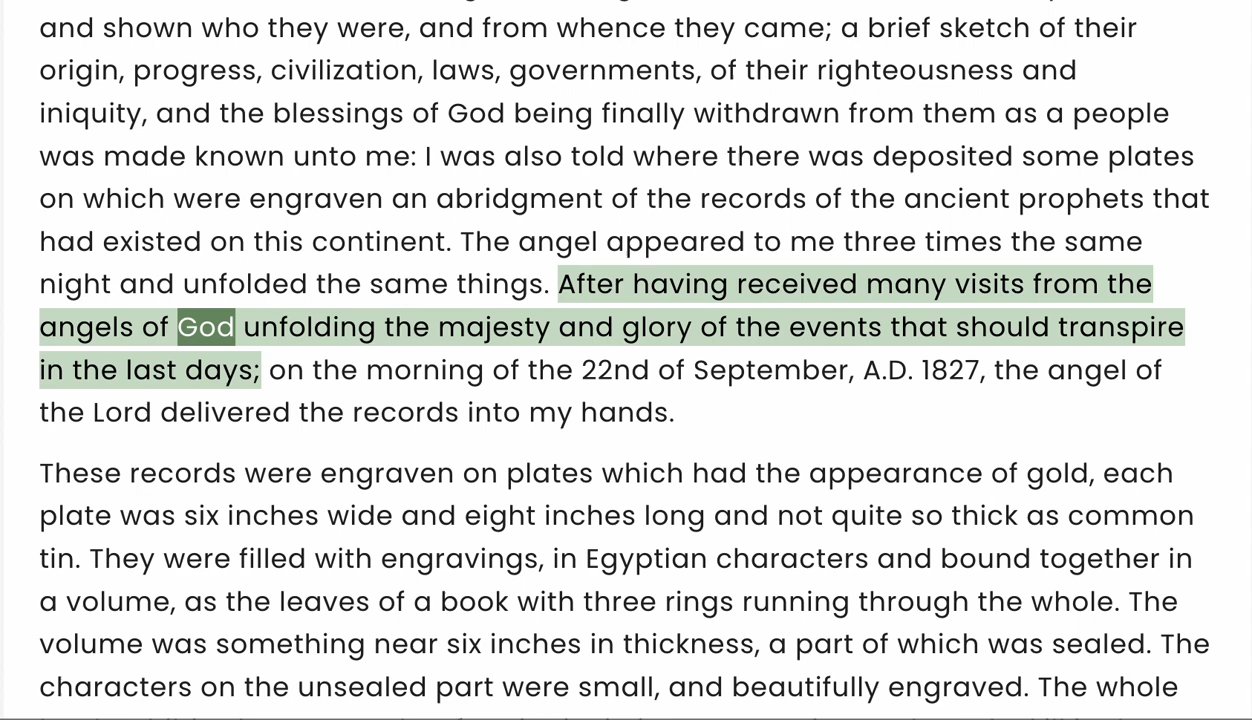 and shown who they were, and from whence they came; a brief sketch of their
origin, progress, civilization, laws, governments, of their righteousness and
iniquity, and the blessings of God being finally withdrawn from them as a people
was made known unto me: I was also told where there was deposited some plates
on which were engraven an abridgment of the records of the ancient prophets that
had existed on this continent. The angel appeared to me three times the same
night and unfolded the same things. After having received many visits from the
angels of God unfolding the majesty and glory of the events that should transpire
in the last days; on the morning of the 22nd of September, A.D. 1827, the angel of
the Lord delivered the records into my hands.
These records were engraven on plates which had the appearance of gold, each
plate was six inches wide and eight inches long and not quite so thick as common
tin. They were filled with engravings, in Egyptian characters and bound together in
a volume, as the leaves of a book with three rings running through the whole. The
volume was something near six inches in thickness, a part of which was sealed. The
characters on the unsealed part were small, and beautifully engraved. The whole